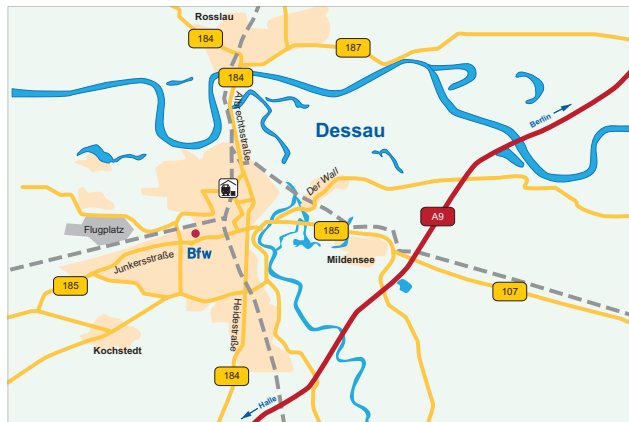 Rosslau
184
187
184
Albrechtsstraße
Dessau
Berlin
Der Wall
A9
Flugplatz
185
Bfw
Mildensee
Junkersstraße
185
107
Heidestraße
Kochstedt
184
Halle